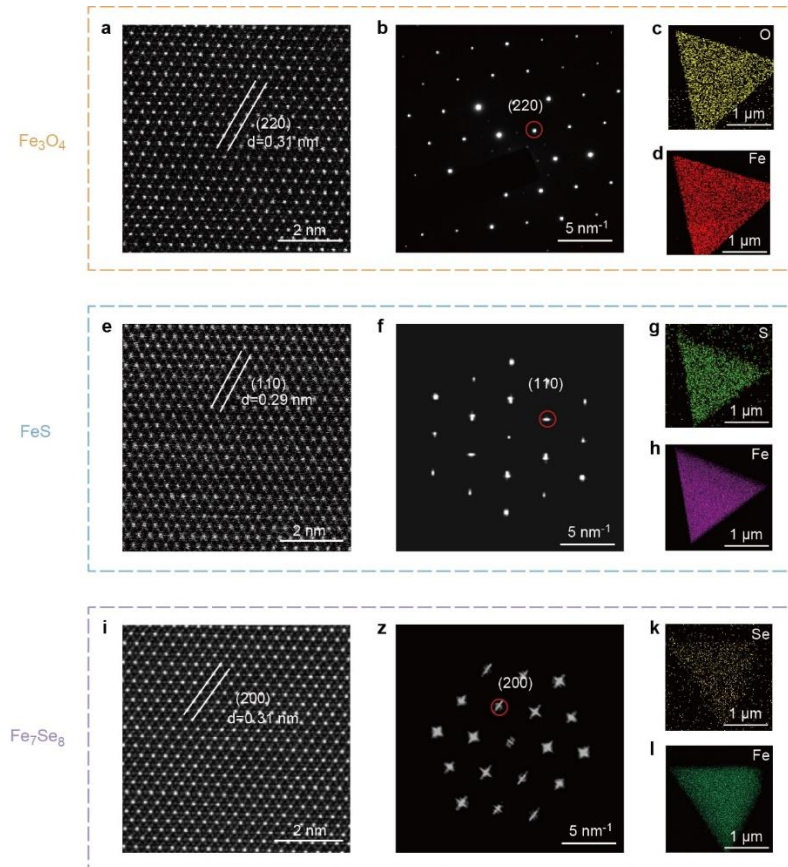 a
b
c
O
1 μm
(220)
d=0.31 nm
(220)
Fe₃O₄
d
Fe
2 nm
5 nm⁻¹
1 μm
e
f
g
S
(110)
d=0.29 nm
(110)
1 μm
FeS
h
Fe
2 nm
5 nm⁻¹
1 μm
i
z
k
Se
(200)
d=0.31 nm
(200)
1 μm
Fe₇Se₈
l
Fe
2 nm
5 nm⁻¹
1 μm